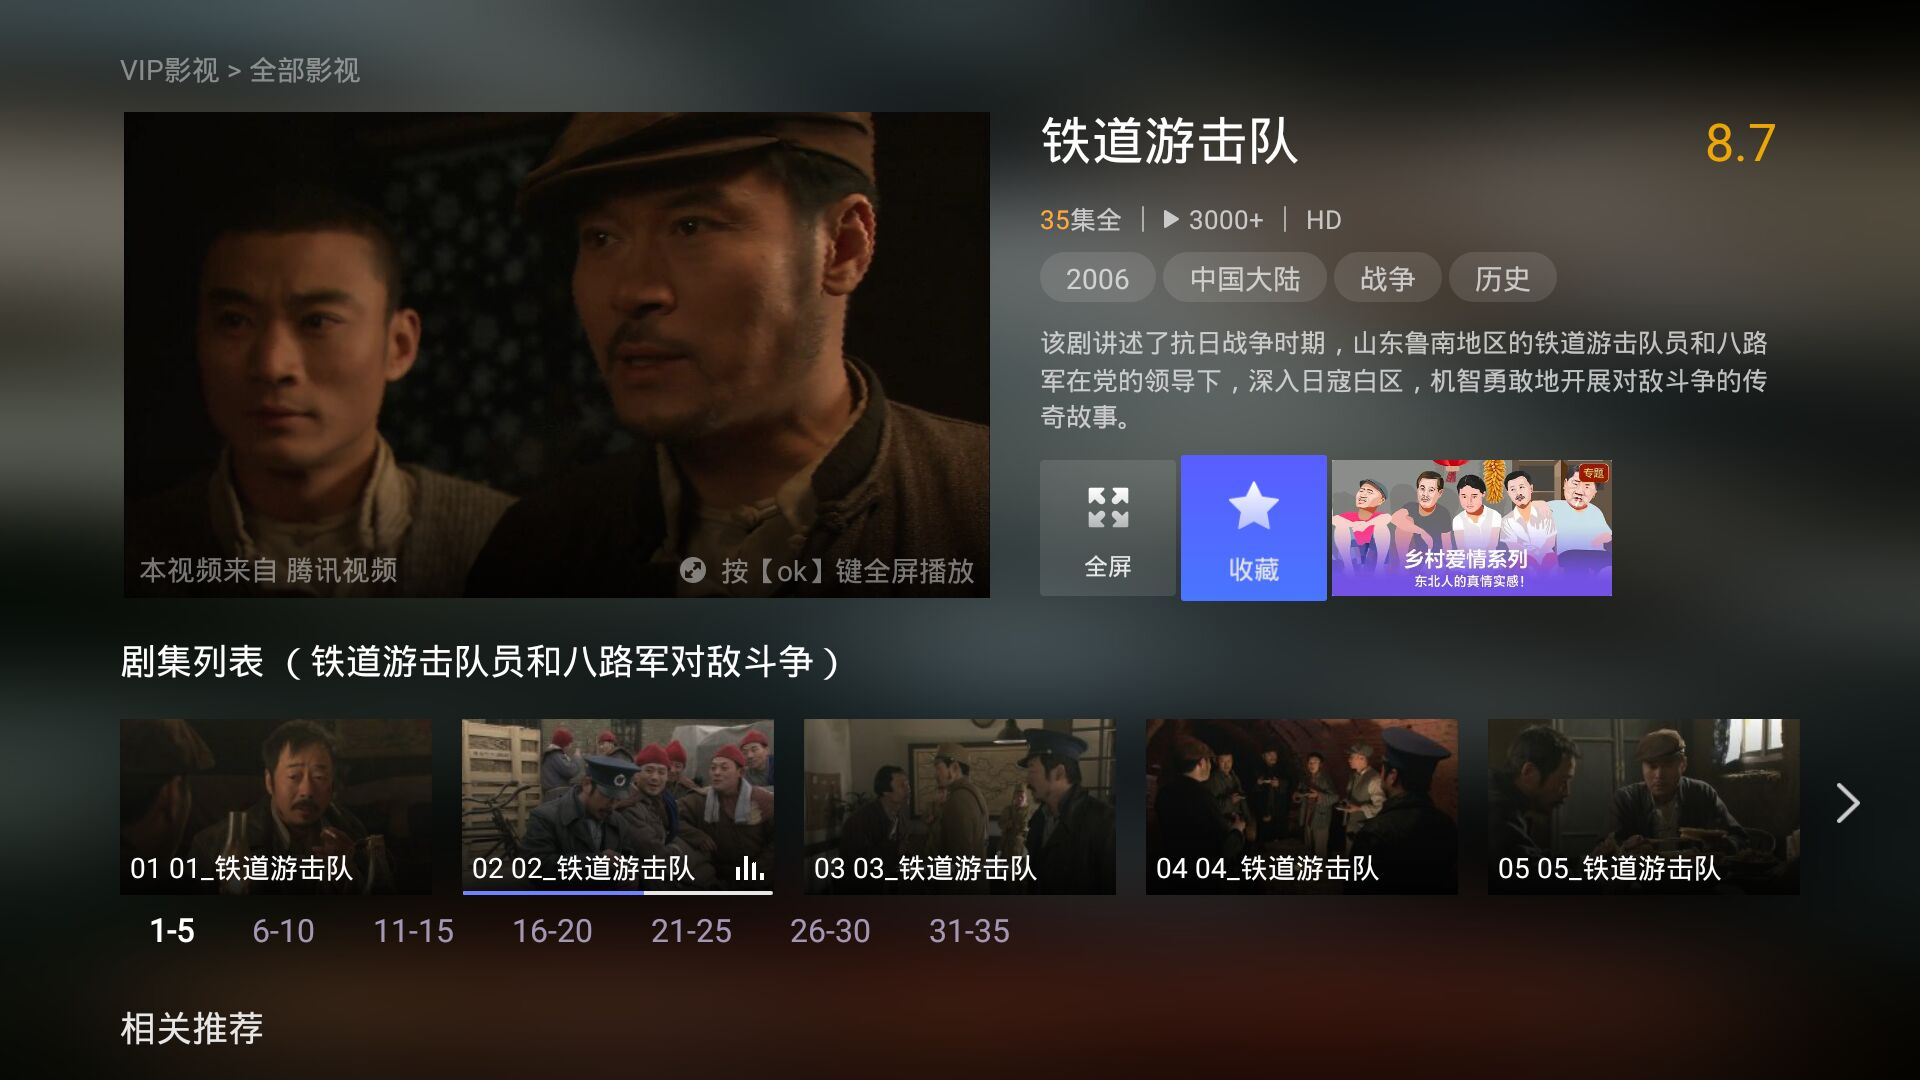 VIP影视 > 全部影视
铁道游击队
8.7
35集全 | 3000+ | HD
2006 中国大陆 战争 历史
该剧讲述了抗日战争时期，山东鲁南地区的铁道游击队员和八路
军在党的领导下，深入日寇白区，机智勇敢地开展对敌斗争的传
奇故事。
本视频来自 腾讯视频
按【ok】键全屏播放
全屏
收藏
专题
乡村爱情系列
东北人的真情实感!
剧集列表 （铁道游击队员和八路军对敌斗争）
01 01_铁道游击队
02 02_铁道游击队
03 03_铁道游击队
04 04_铁道游击队
05 05_铁道游击队
1-5 6-10 11-15 16-20 21-25 26-30 31-35
相关推荐